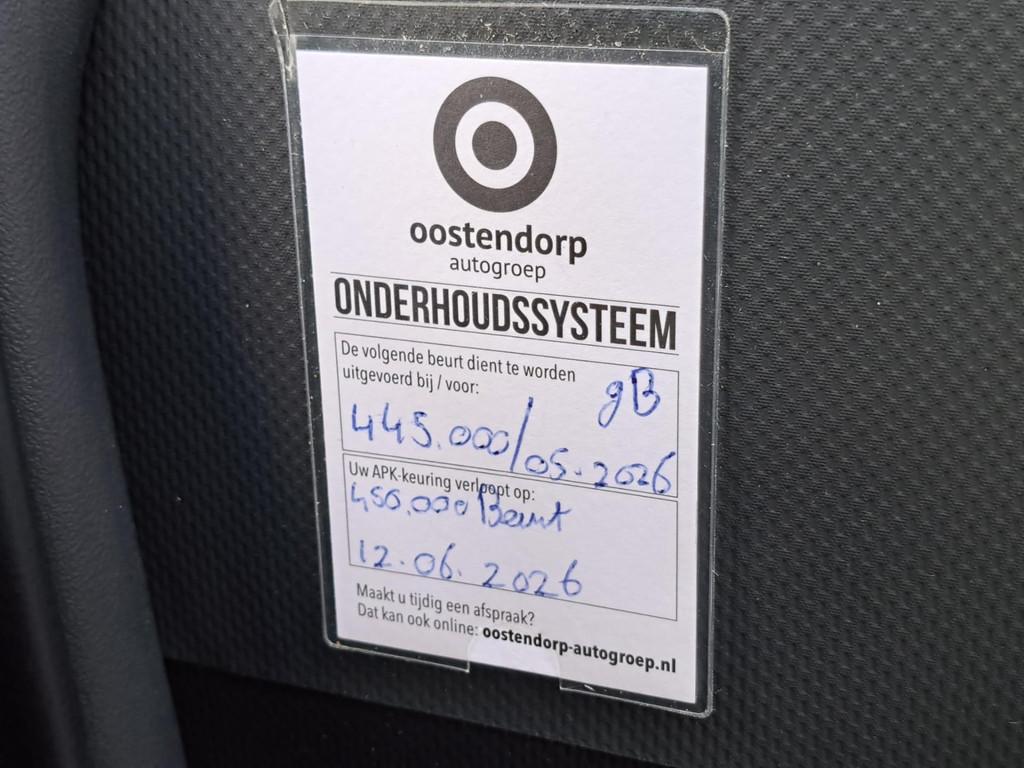 oostendorp
autogroep
ONDERHOUDSSYSTEEM
De volgende beurt dient te worden
uitgevoerd bij / voor:
gB
445.000/05-2026
Uw APK-keuring verloopt op:
450.000 Beurt
12.06.2026
Maakt u tijdig een afspraak?
Dat kan ook online: oostendorp-autogroep.nl